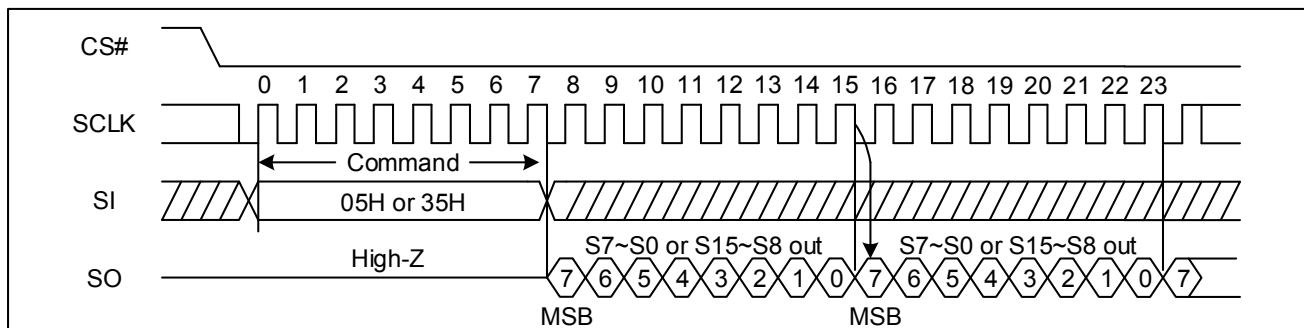 CS#
0 1 2 3 4 5 6 7 8 9 10 11 12 13 14 15 16 17 18 19 20 21 22 23
SCLK
Command
SI
05H or 35H
S7~S0 or S15~S8 out S7~S0 or S15~S8 out
High-Z
SO
7 6 5 4 3 2 1 0 7 6 5 4 3 2 1 0 7
MSB MSB